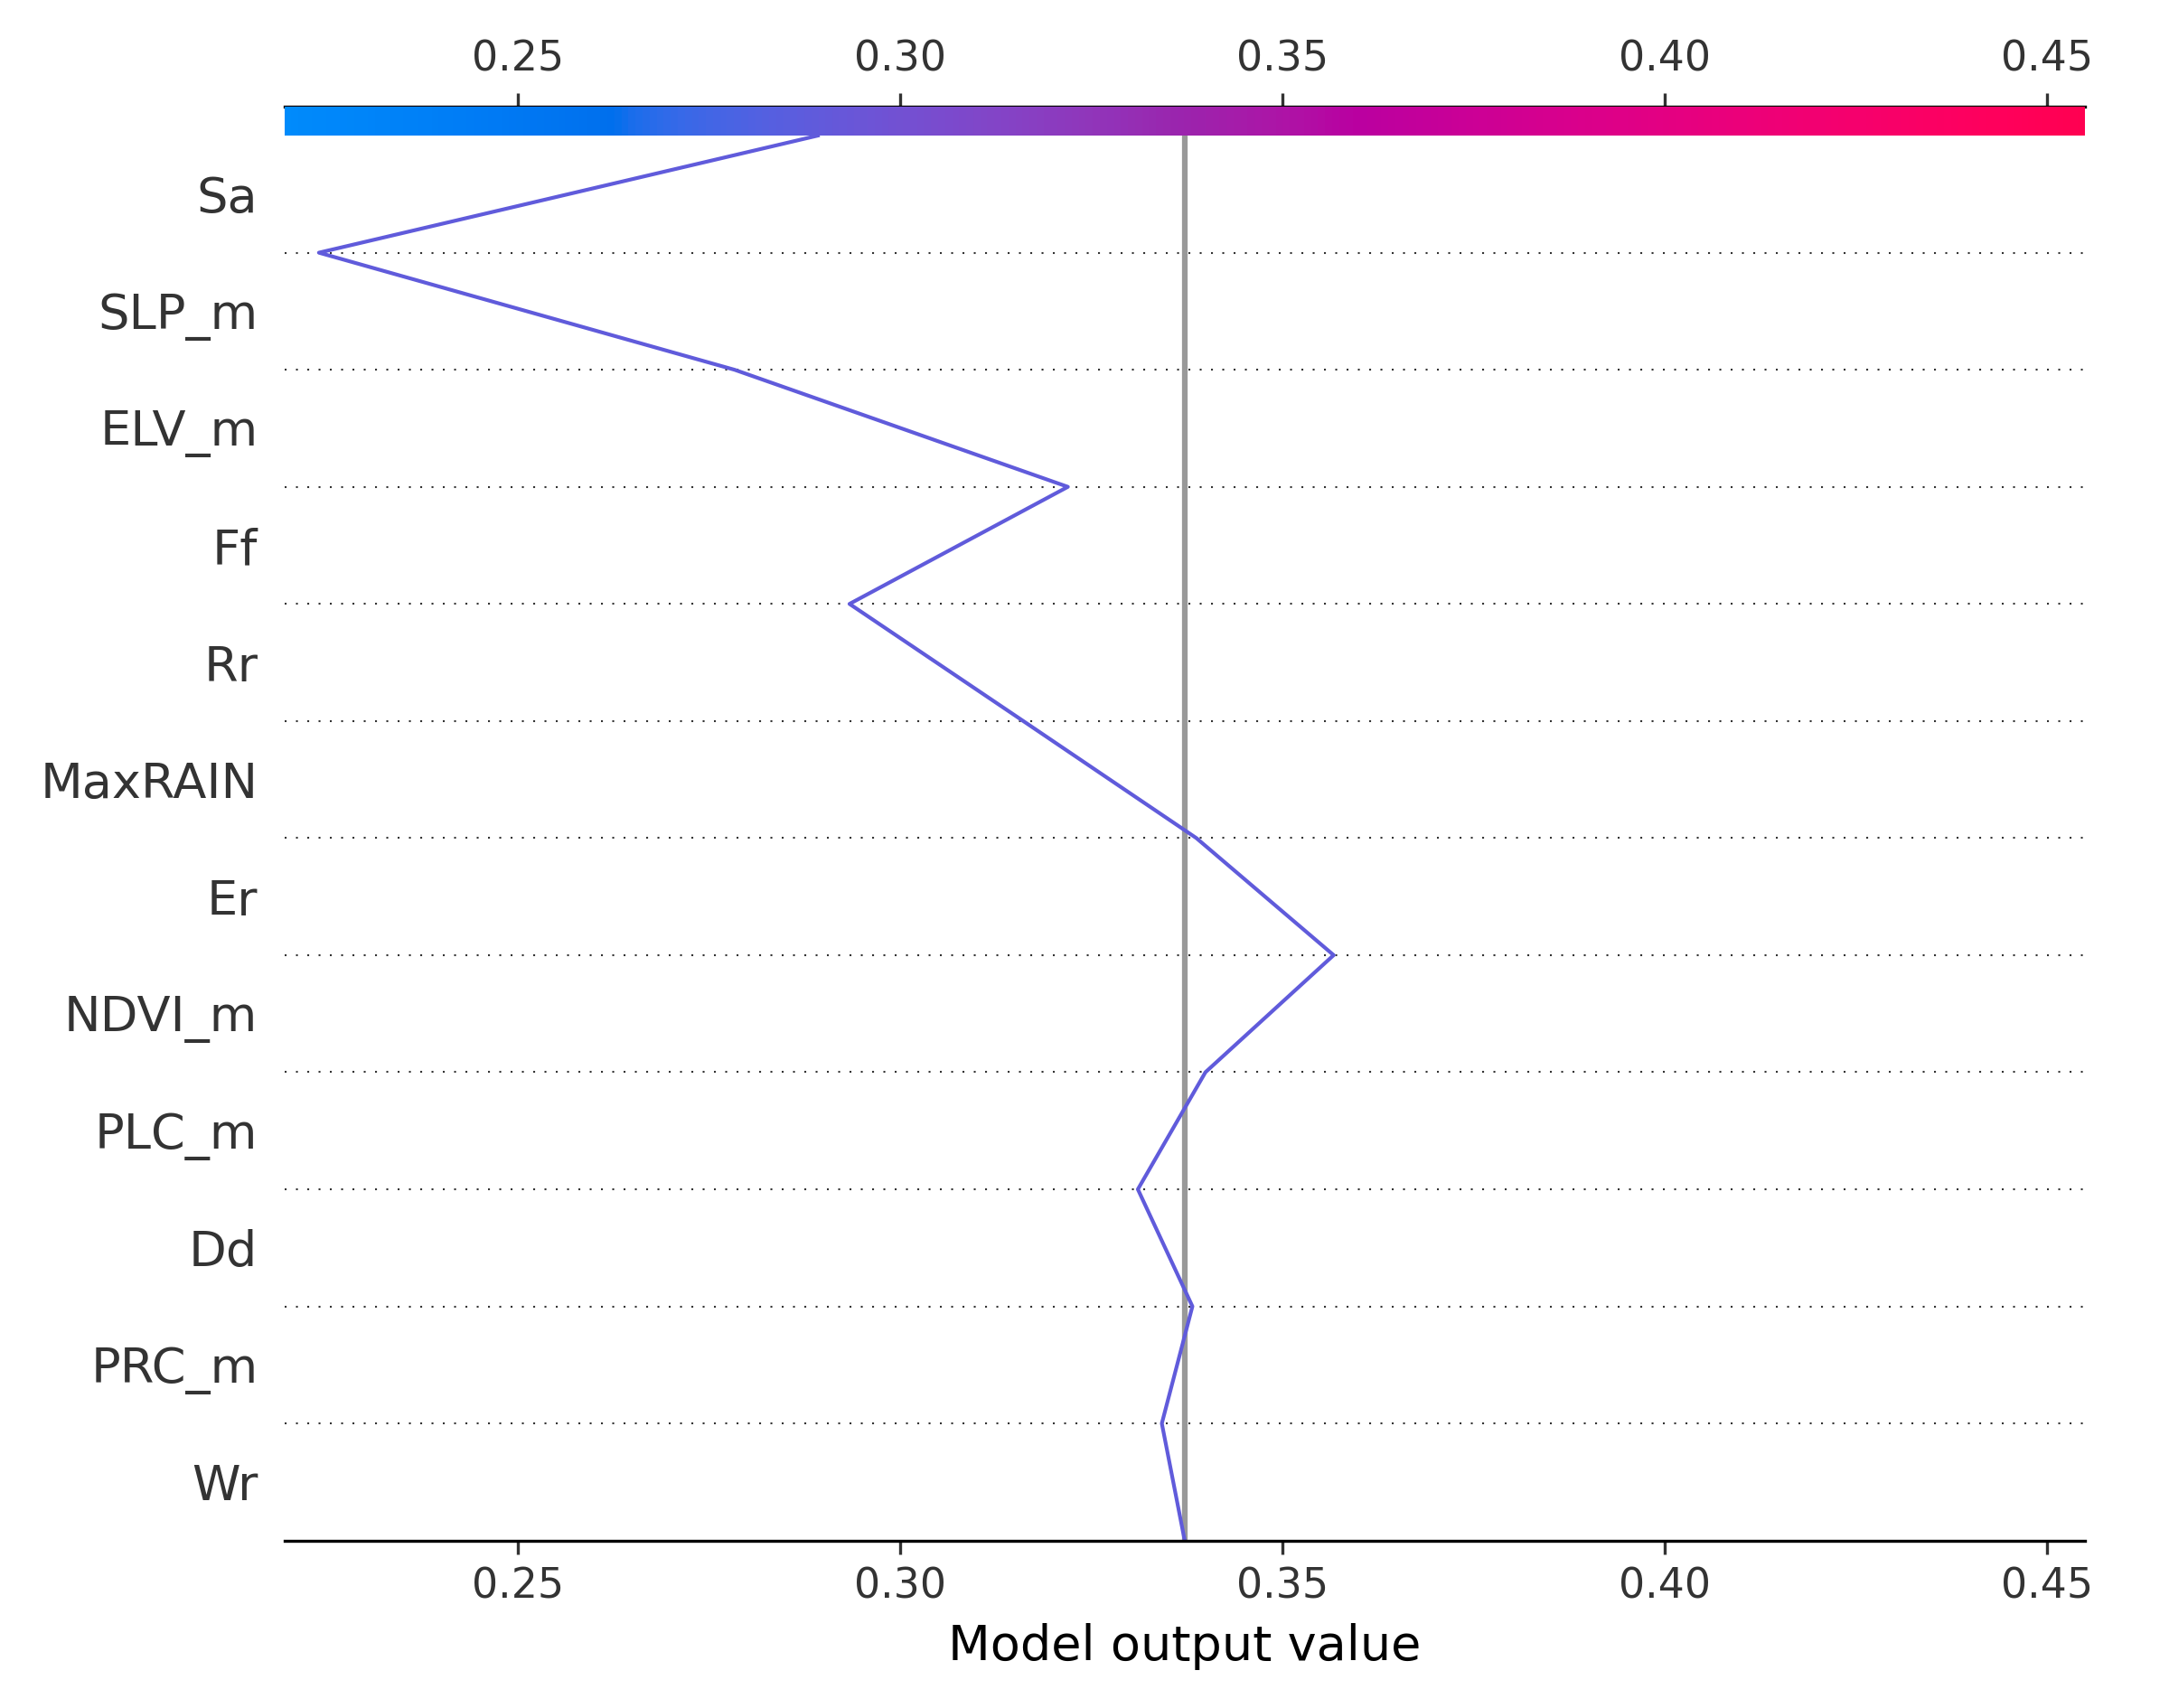 0.25 0.30 0.35 0.40 0.45
Sa
SLP_m
ELV_m
Ff
Rr
MaxRAIN
Er
NDVI_m
PLC_m
Dd
PRC_m
Wr
0.25 0.30 0.35 0.40 0.45
Model output value